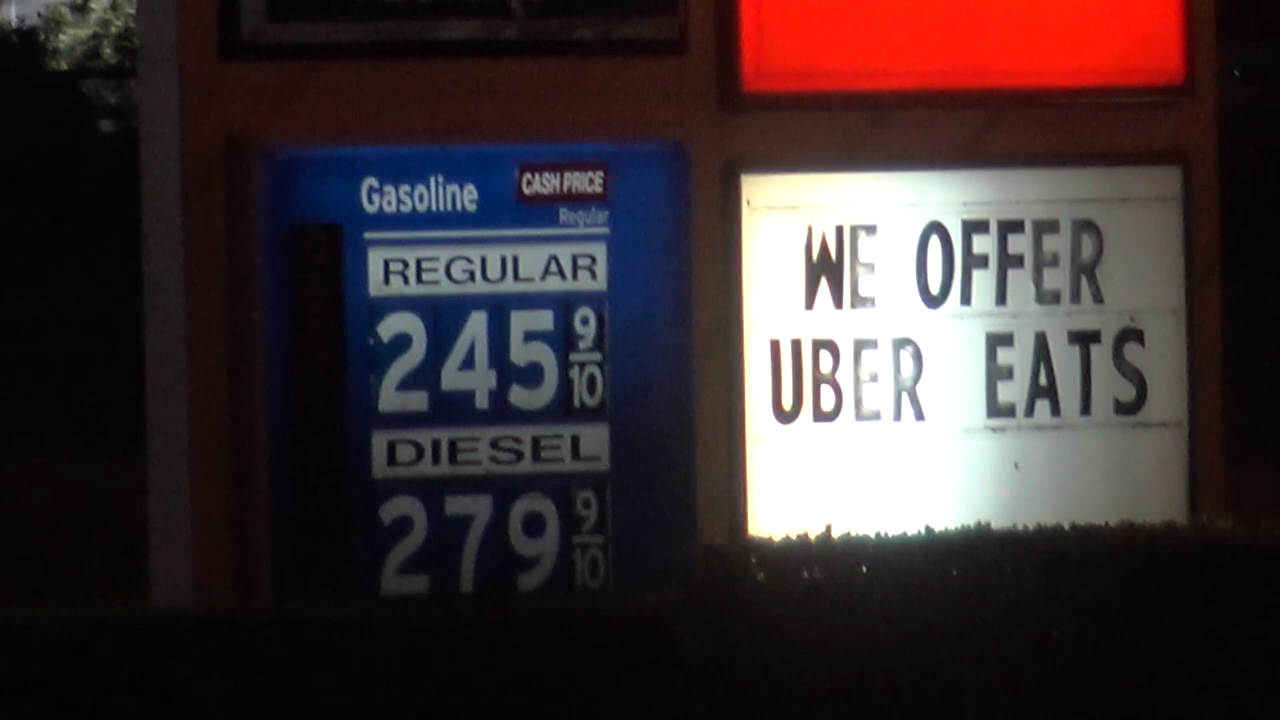 Gasoline CASH PRICE
Regular
REGULAR
245 9/10
DIESEL
279 9/10
WE OFFER
UBER EATS